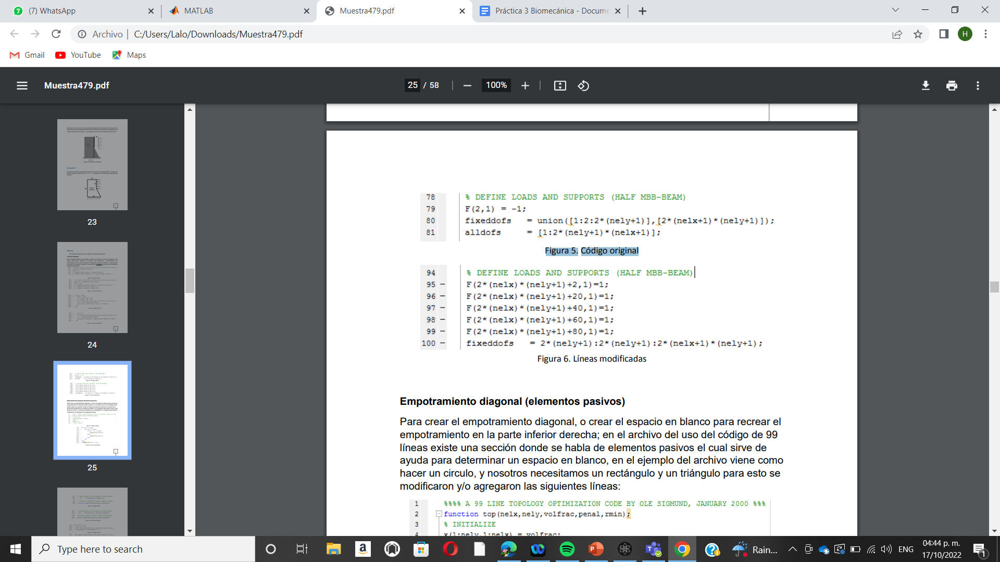 (7) WhatsApp
MATLAB
Muestra479.pdf
Práctica 3 Biomecánica - Docume
Archivo
C:/Users/Lalo/Downloads/Muestra479.pdf
H
Gmail
YouTube
Maps
Muestra479.pdf
25 / 58
100%
23
24
25
78 % DEFINE LOADS AND SUPPORTS (HALF MBB-BEAM)
79 F(2,1) = -1;
80 fixeddofs = union([1:2:2*(nely+1)],[2*(nelx+1)*(nely+1)]);
81 alldofs = [1:2*(nely+1)*(nelx+1)];
Figura 5. Código original
94 % DEFINE LOADS AND SUPPORTS (HALF MBB-BEAM)
95 – F(2*(nelx)*(nely+1)+2,1)=1;
96 – F(2*(nelx)*(nely+1)+20,1)=1;
97 – F(2*(nelx)*(nely+1)+40,1)=1;
98 – F(2*(nelx)*(nely+1)+60,1)=1;
99 – F(2*(nelx)*(nely+1)+80,1)=1;
100 – fixeddofs = 2*(nely+1):2*(nely+1):2*(nelx+1)*(nely+1);
Figura 6. Líneas modificadas
Empotramiento diagonal (elementos pasivos)
Para crear el empotramiento diagonal, o crear el espacio en blanco para recrear el
empotramiento en la parte inferior derecha; en el archivo del uso del código de 99
líneas existe una sección donde se habla de elementos pasivos el cual sirve de
ayuda para determinar un espacio en blanco, en el ejemplo del archivo viene como
hacer un circulo, y nosotros necesitamos un rectángulo y un triángulo para esto se
modificaron y/o agregaron las siguientes líneas:
1 %%%% A 99 LINE TOPOLOGY OPTIMIZATION CODE BY OLE SIGMUND, JANUARY 2000 %%%
2 function top(nelx,nely,volfrac,penal,rmin);
3 % INITIALIZE
4 x(1:nely,1:nelx) = volfrac;
Type here to search
Rain...
ENG
04:44 p. m.
17/10/2022
1